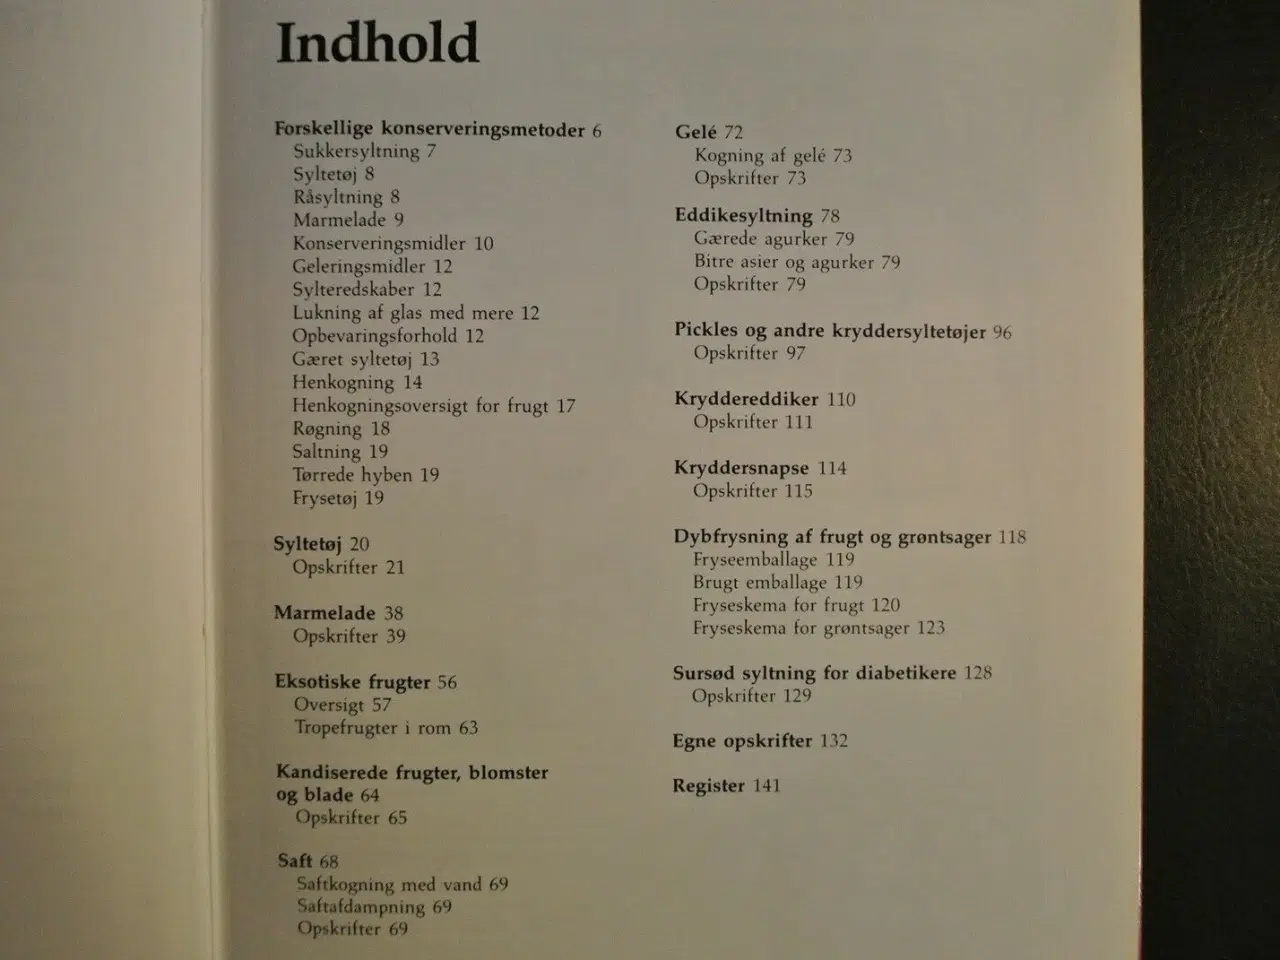 Indhold
Forskellige konserveringsmetoder 6
Sukkersyltning 7
Syltetøj 8
Råsyltning 8
Marmelade 9
Konserveringsmidler 10
Geleringsmidler 12
Sylteredskaber 12
Lukning af glas med mere 12
Opbevaringsforhold 12
Gæret syltetøj 13
Henkogning 14
Henkogningsoversigt for frugt 17
Røgning 18
Saltning 19
Tørrede hyben 19
Frysetøj 19
Syltetøj 20
Opskrifter 21
Marmelade 38
Opskrifter 39
Eksotiske frugter 56
Oversigt 57
Tropefrugter i rom 63
Kandiserede frugter, blomster
og blade 64
Opskrifter 65
Saft 68
Saftkogning med vand 69
Saftafdampning 69
Opskrifter 69
Gelé 72
Kogning af gelé 73
Opskrifter 73
Eddikesyltning 78
Gærede agurker 79
Bitre asier og agurker 79
Opskrifter 79
Pickles og andre kryddersyltetøjer 96
Opskrifter 97
Kryddereddiker 110
Opskrifter 111
Kryddersnapse 114
Opskrifter 115
Dybfrysning af frugt og grøntsager 118
Fryseemballage 119
Brugt emballage 119
Fryseskema for frugt 120
Fryseskema for grøntsager 123
Sursød syltning for diabetikere 128
Opskrifter 129
Egne opskrifter 132
Register 141